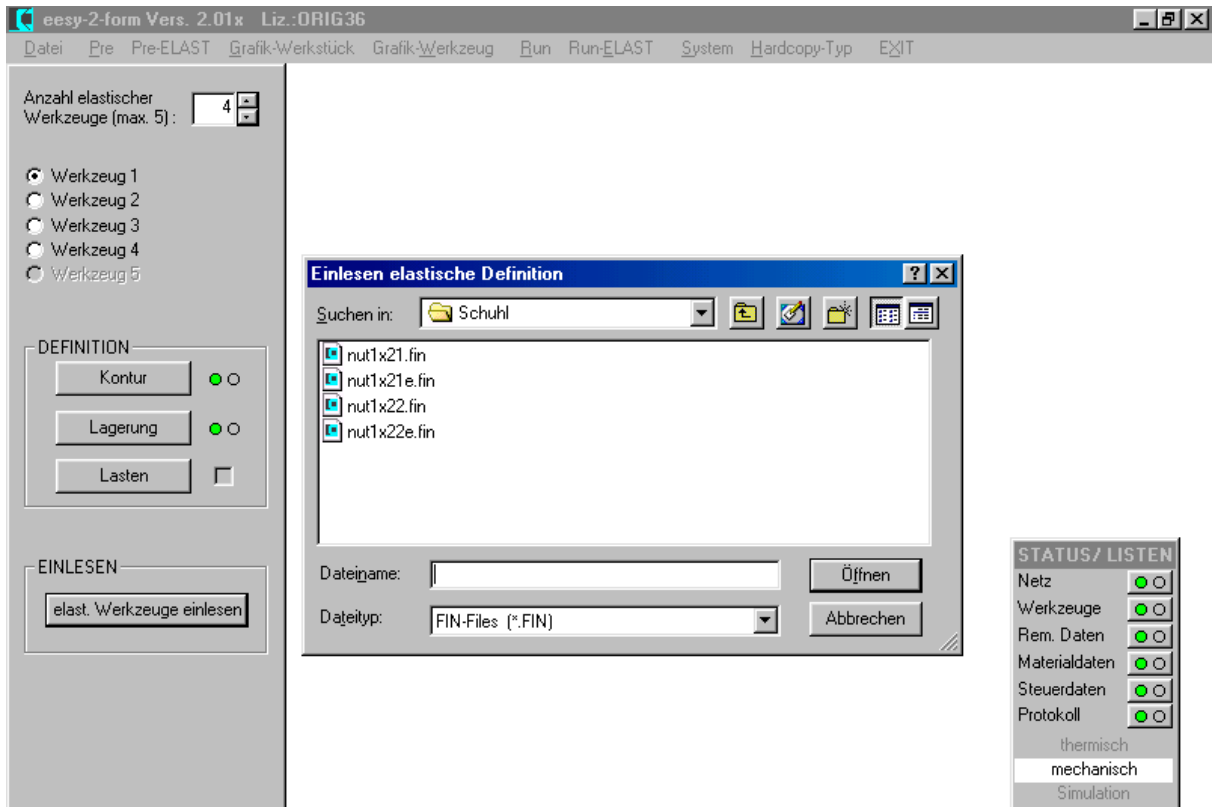 eesy-2-form Vers. 2.01x Liz.:ORIG36
Datei Pre Pre-ELAST Grafik-Werkstück Grafik-Werkzeug Run Run-ELAST System Hardcopy-Typ EXIT
Anzahl elastischer
Werkzeuge (max. 5) : 4
Werkzeug 1
Werkzeug 2
Werkzeug 3
Werkzeug 4
Werkzeug 5
DEFINITION
Kontur
Lagerung
Lasten
EINLESEN
elast. Werkzeuge einlesen
Einlesen elastische Definition
Suchen in: Schuhl
nut1x21.fin
nut1x21e.fin
nut1x22.fin
nut1x22e.fin
Dateiname: Öffnen
Dateityp: FIN-Files (*.FIN) Abbrechen
STATUS/ LISTEN
Netz
Werkzeuge
Rem. Daten
Materialdaten
Steuerdaten
Protokoll
thermisch
mechanisch
Simulation